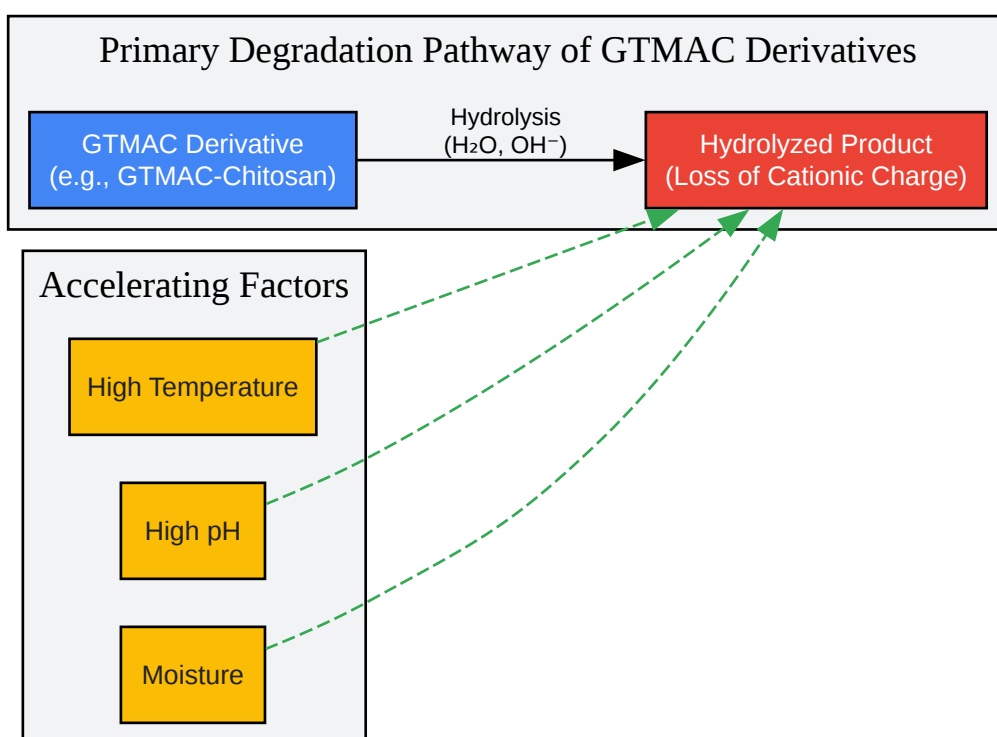 Primary Degradation Pathway of GTMAC Derivatives
GTMAC Derivative
(e.g., GTMAC-Chitosan)
Hydrolysis
(H₂O, OH⁻)
Hydrolyzed Product
(Loss of Cationic Charge)
Accelerating Factors
High Temperature
High pH
Moisture